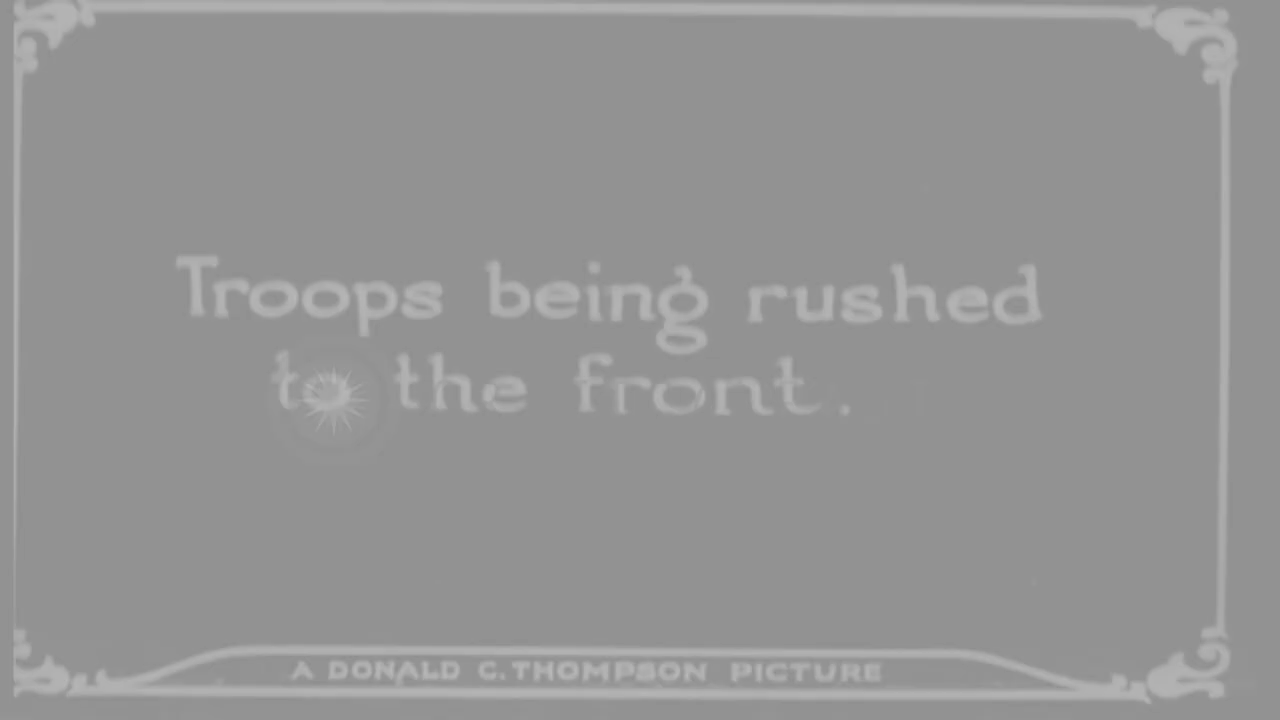 Troops being rushed
to the front.
A DONALD C. THOMPSON PICTURE